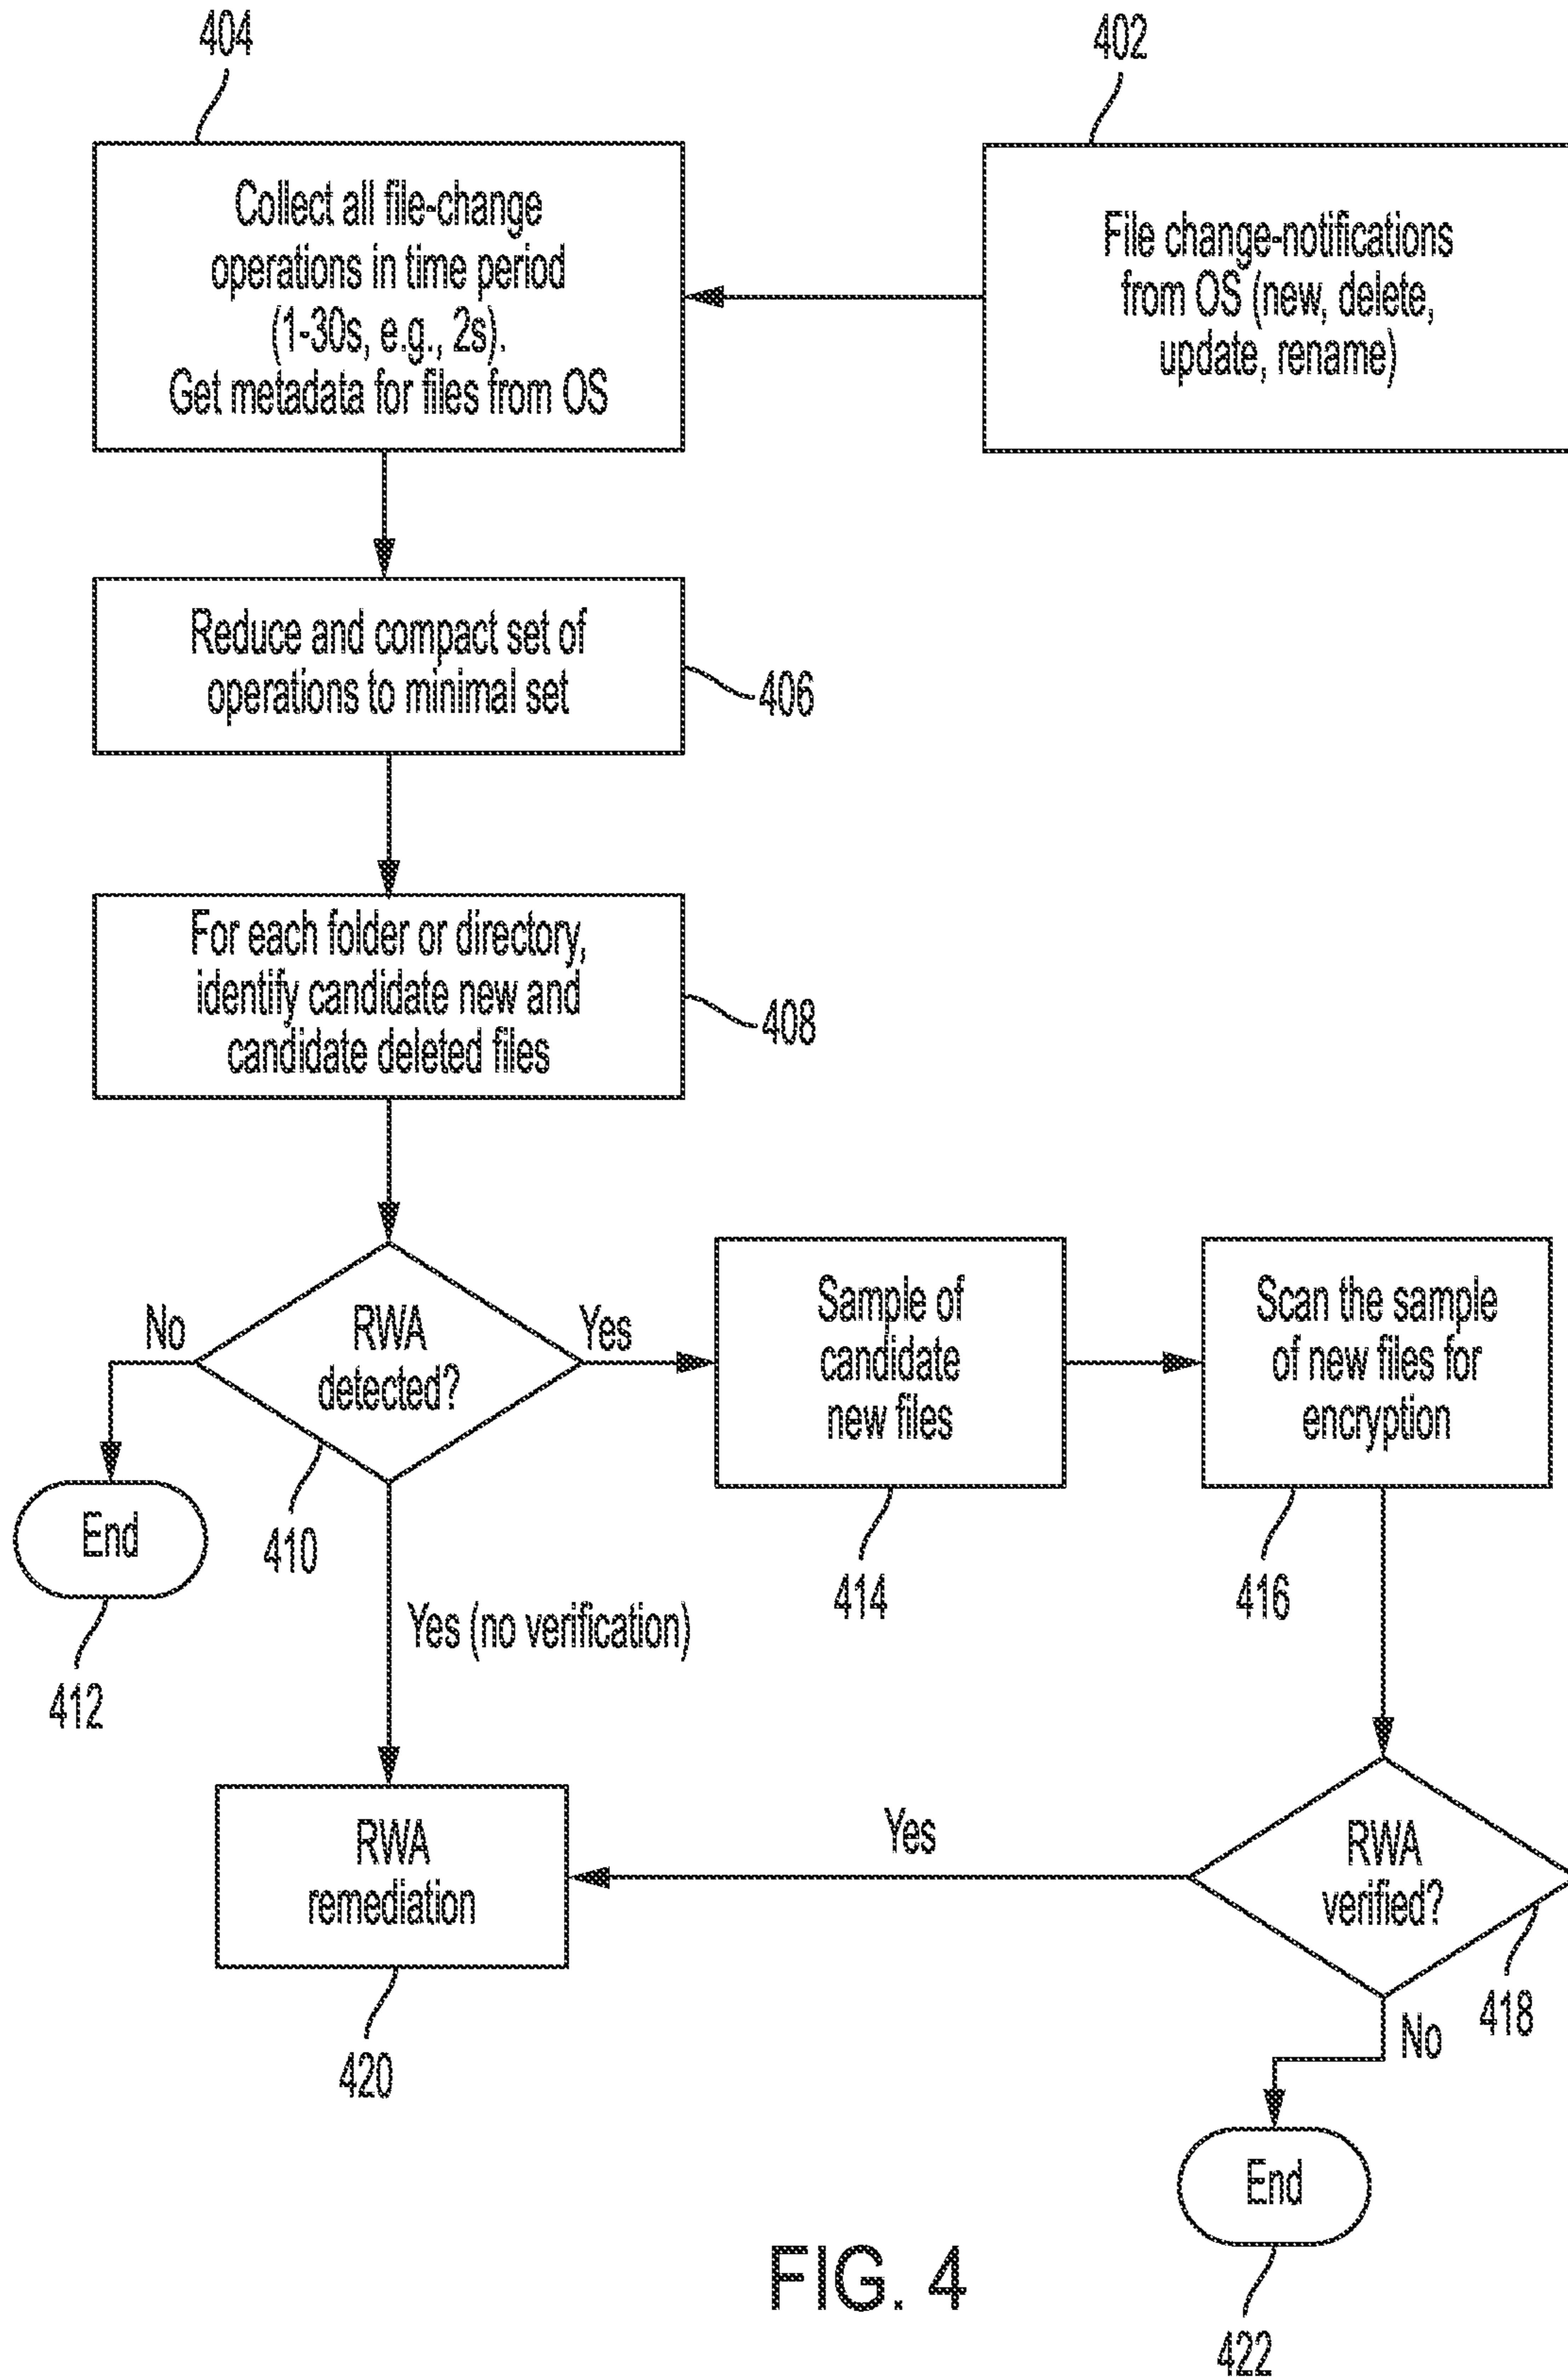 404
402
Collect all file-change
operations in time period
(1-30s, e.g., 2s).
Get metadata for files from OS
File change-notifications
from OS (new, delete,
update, rename)
Reduce and compact set of
operations to minimal set
406
For each folder or directory,
identify candidate new and
candidate deleted files
408
No
RWA
detected?
Yes
Sample of
candidate
new files
Scan the sample
of new files for
encryption
End
410
414
416
412
Yes (no verification)
RWA
remediation
Yes
RWA
verified?
418
No
420
End
422
FIG. 4